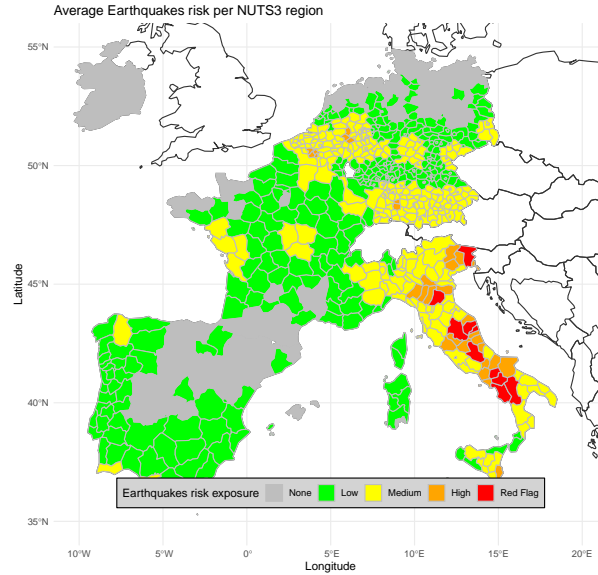 Average Earthquakes risk per NUTS3 region
55°N
50°N
45°N
40°N
35°N
Latitude
Earthquakes risk exposure None Low Medium High Red Flag
10°W 5°W 0° 5°E 10°E 15°E 20°E
Longitude